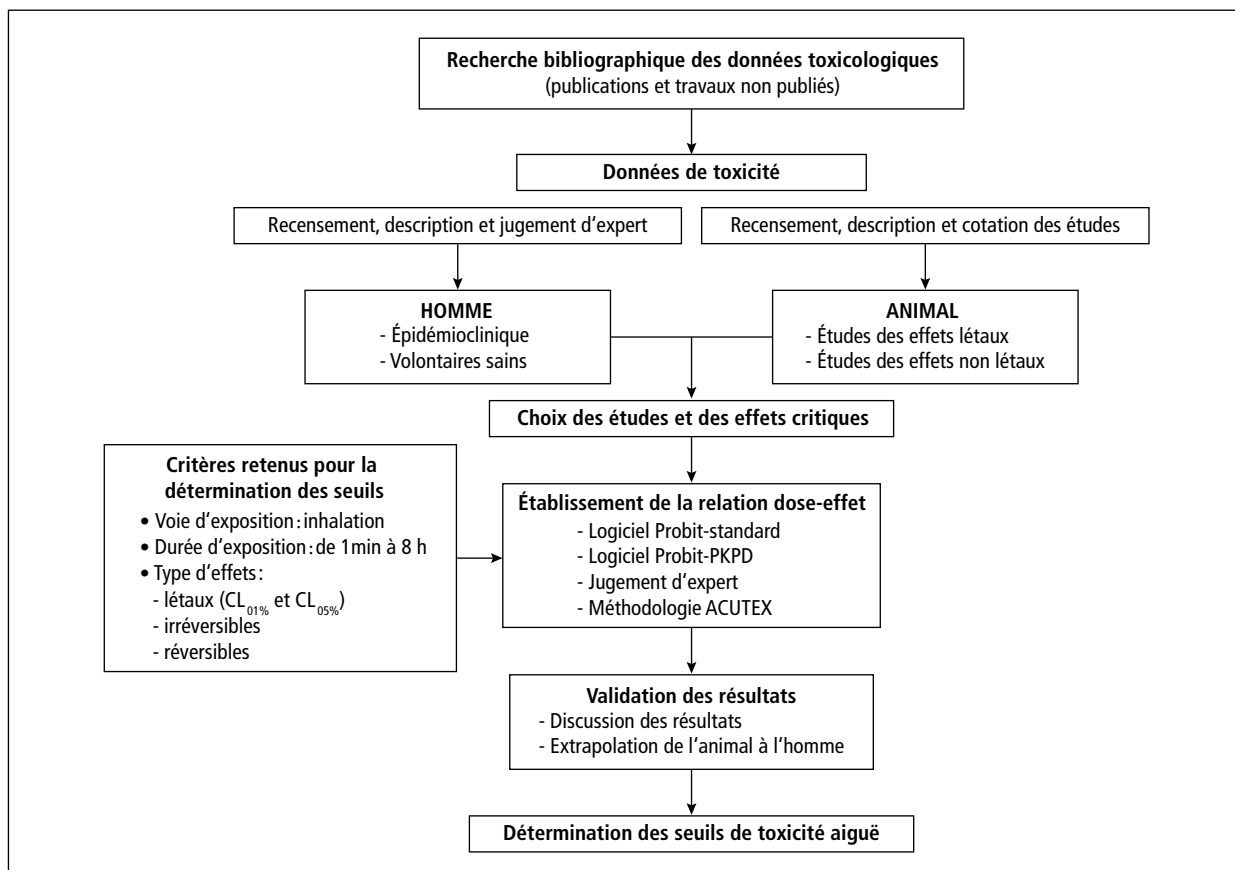 Recherche bibliographique des données toxicologiques
(publications et travaux non publiés)
Données de toxicité
Recensement, description et jugement d'expert
Recensement, description et cotation des études
HOMME
- Épidémioclinique
- Volontaires sains
ANIMAL
- Études des effets létaux
- Études des effets non létaux
Choix des études et des effets critiques
Critères retenus pour la
détermination des seuils
• Voie d'exposition : inhalation
• Durée d'exposition : de 1 min à 8 h
• Type d'effets :
- létaux (CL01% et CL05%)
- irréversibles
- réversibles
Établissement de la relation dose-effet
- Logiciel Probit-standard
- Logiciel Probit-PKPD
- Jugement d'expert
- Méthodologie ACUTEX
Validation des résultats
- Discussion des résultats
- Extrapolation de l'animal à l'homme
Détermination des seuils de toxicité aiguë